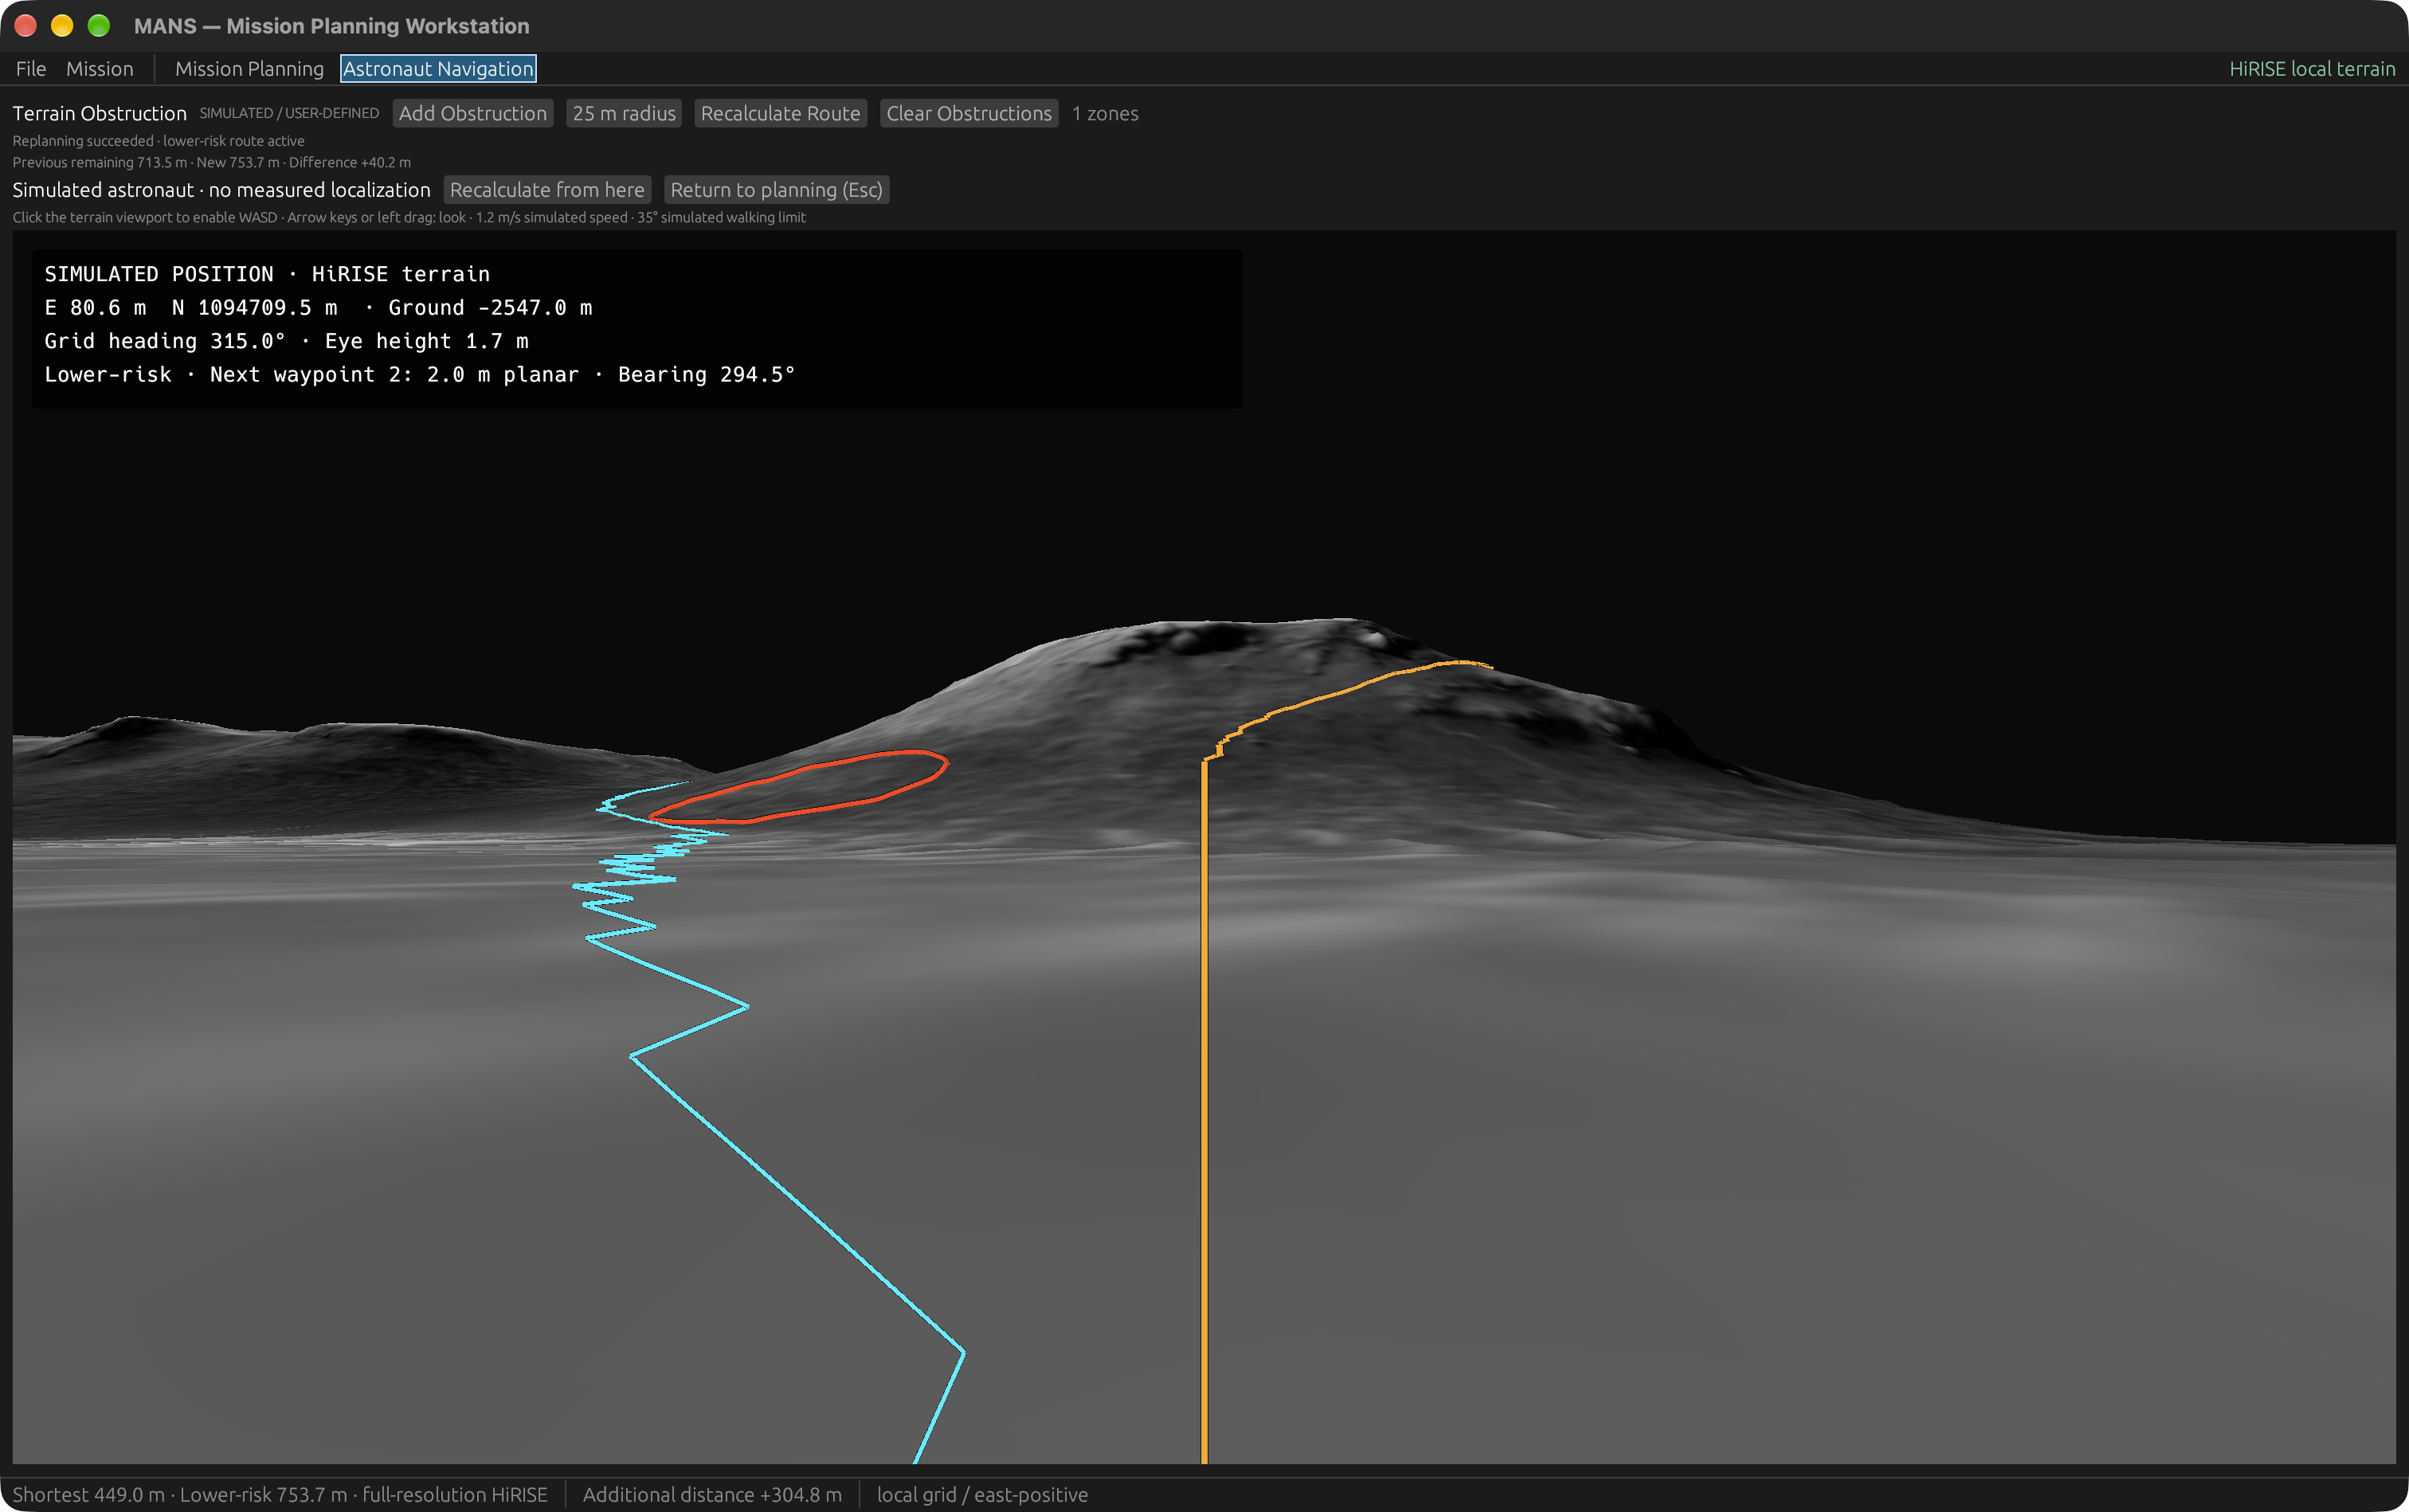 MANS — Mission Planning Workstation
File Mission Mission Planning Astronaut Navigation HiRISE local terrain
Terrain Obstruction SIMULATED / USER-DEFINED Add Obstruction 25 m radius Recalculate Route Clear Obstructions 1 zones
Replanning succeeded · lower-risk route active
Previous remaining 713.5 m · New 753.7 m · Difference +40.2 m
Simulated astronaut · no measured localization Recalculate from here Return to planning (Esc)
Click the terrain viewport to enable WASD · Arrow keys or left drag: look · 1.2 m/s simulated speed · 35° simulated walking limit
SIMULATED POSITION · HiRISE terrain
E 80.6 m N 1094709.5 m · Ground -2547.0 m
Grid heading 315.0° · Eye height 1.7 m
Lower-risk · Next waypoint 2: 2.0 m planar · Bearing 294.5°
Shortest 449.0 m · Lower-risk 753.7 m · full-resolution HiRISE Additional distance +304.8 m local grid / east-positive